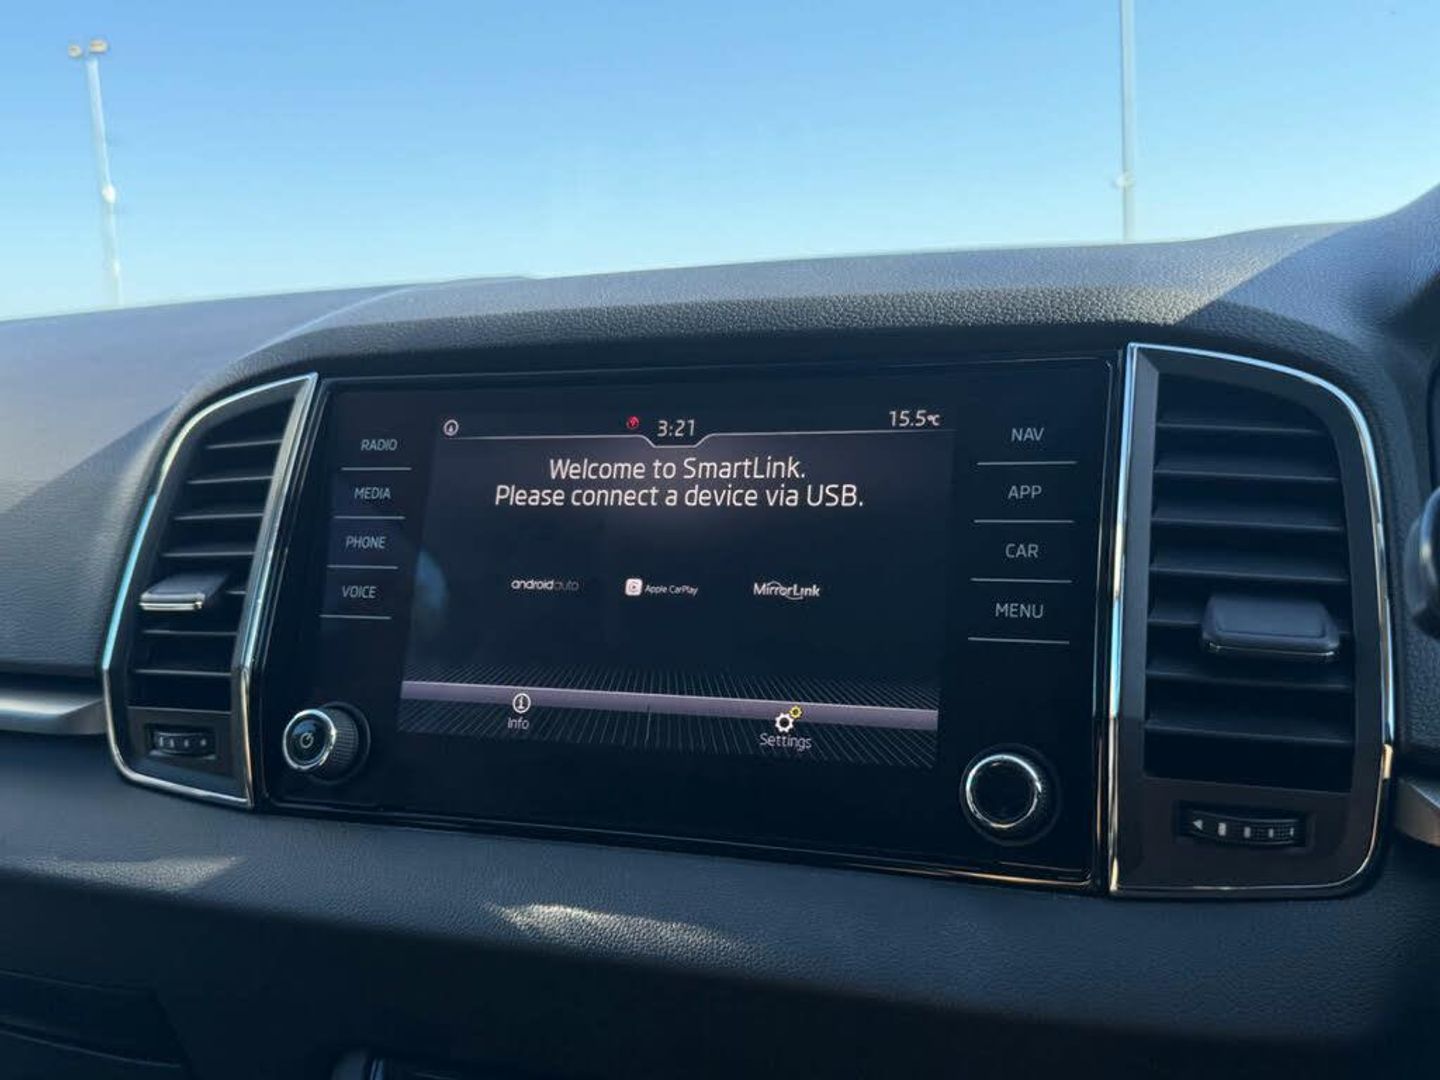 3:21
15.5°C
RADIO
MEDIA
PHONE
VOICE
Welcome to SmartLink.
Please connect a device via USB.
androidauto
Apple CarPlay
MirrorLink
Info
Settings
NAV
APP
CAR
MENU